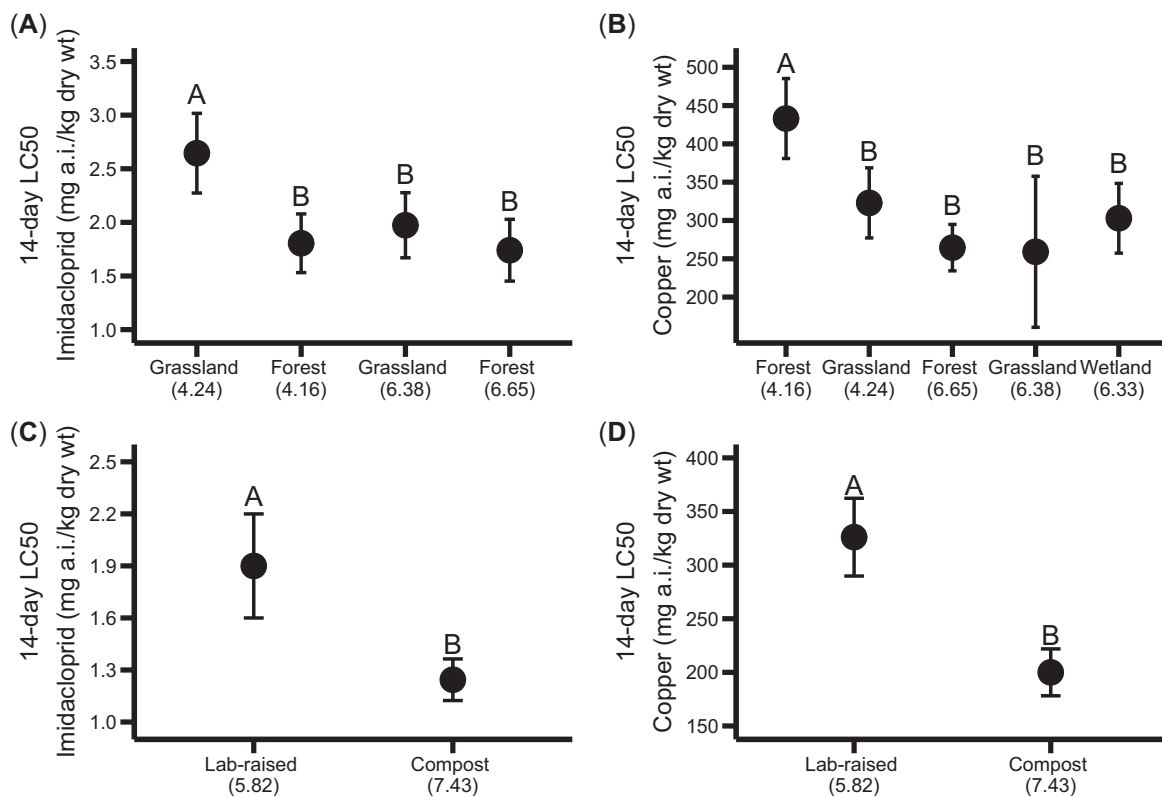 (A)
14-day LC50
Imidacloprid (mg a.i./kg dry wt)
3.5
3.0
2.5
2.0
1.5
1.0
A
B
B
B
Grassland
(4.24)
Forest
(4.16)
Grassland
(6.38)
Forest
(6.65)
(B)
14-day LC50
Copper (mg a.i./kg dry wt)
500
450
400
350
300
250
200
A
B
B
B
B
Forest
(4.16)
Grassland
(4.24)
Forest
(6.65)
Grassland
(6.38)
Wetland
(6.33)
(C)
14-day LC50
Imidacloprid (mg a.i./kg dry wt)
2.5
2.2
1.9
1.6
1.3
1.0
A
B
Lab-raised
(5.82)
Compost
(7.43)
(D)
14-day LC50
Copper (mg a.i./kg dry wt)
400
350
300
250
200
150
A
B
Lab-raised
(5.82)
Compost
(7.43)